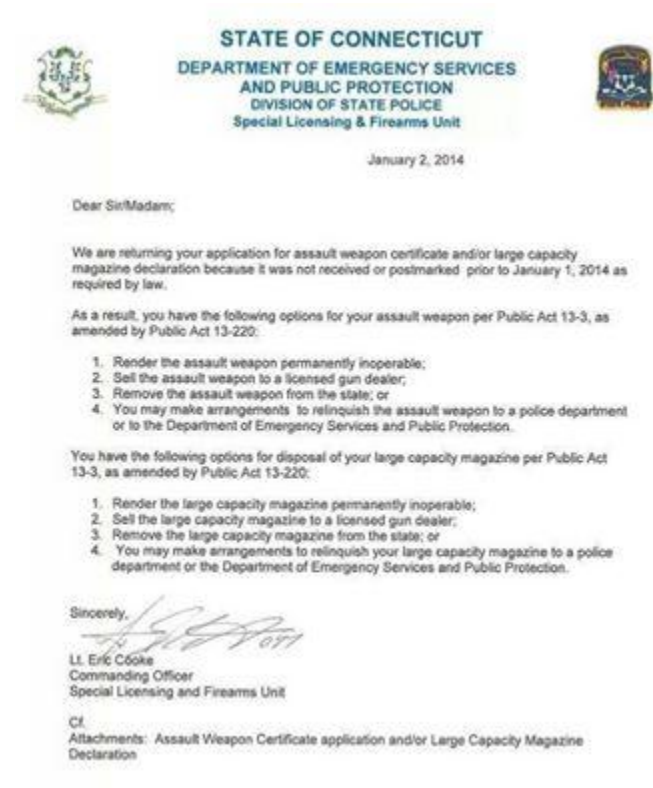 STATE OF CONNECTICUT
DEPARTMENT OF EMERGENCY SERVICES
AND PUBLIC PROTECTION
DIVISION OF STATE POLICE
Special Licensing & Firearms Unit
January 2, 2014
Dear Sir/Madam;
We are returning your application for assault weapon certificate and/or large capacity
magazine declaration because it was not received or postmarked prior to January 1, 2014 as
required by law.
As a result, you have the following options for your assault weapon per Public Act 13-3, as
amended by Public Act 13-220:
1. Render the assault weapon permanently inoperable;
2. Sell the assault weapon to a licensed gun dealer;
3. Remove the assault weapon from the state; or
4. You may make arrangements to relinquish the assault weapon to a police department
or to the Department of Emergency Services and Public Protection.
You have the following options for disposal of your large capacity magazine per Public Act
13-3, as amended by Public Act 13-220:
1. Render the large capacity magazine permanently inoperable;
2. Sell the large capacity magazine to a licensed gun dealer;
3. Remove the large capacity magazine from the state; or
4. You may make arrangements to relinquish your large capacity magazine to a police
department or the Department of Emergency Services and Public Protection.
Sincerely,
Lt. Eric Cooke
Commanding Officer
Special Licensing and Firearms Unit
Cf.
Attachments: Assault Weapon Certificate application and/or Large Capacity Magazine
Declaration